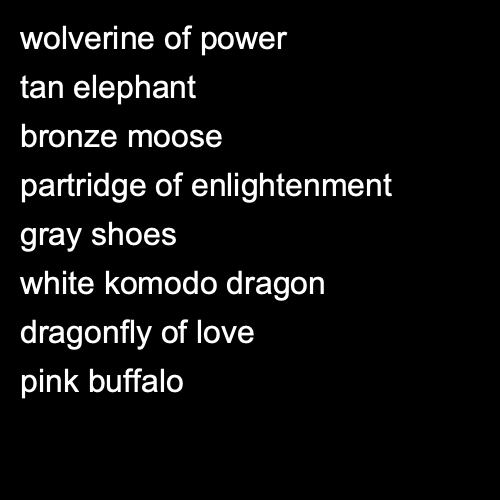 wolverine of power
tan elephant
bronze moose
partridge of enlightenment
gray shoes
white komodo dragon
dragonfly of love
pink buffalo